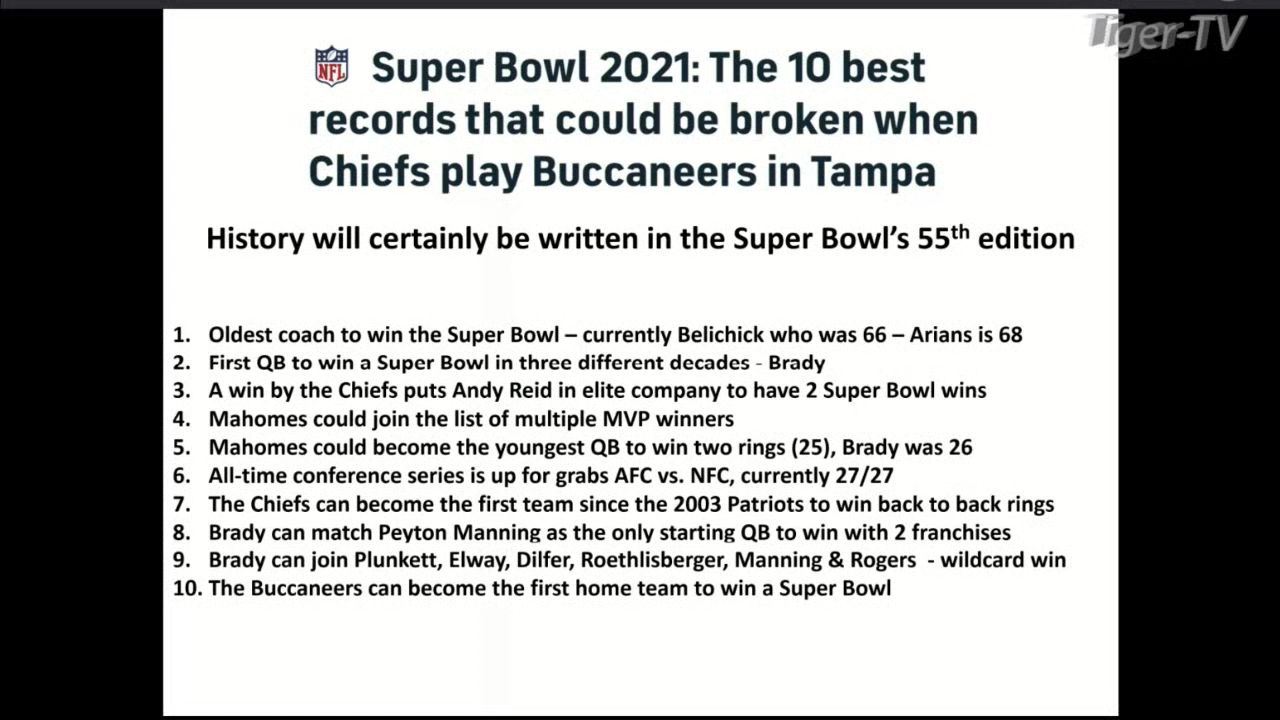 Tiger-TV
NFL
Super Bowl 2021: The 10 best
records that could be broken when
Chiefs play Buccaneers in Tampa
History will certainly be written in the Super Bowl's 55th edition
1. Oldest coach to win the Super Bowl – currently Belichick who was 66 – Arians is 68
2. First QB to win a Super Bowl in three different decades - Brady
3. A win by the Chiefs puts Andy Reid in elite company to have 2 Super Bowl wins
4. Mahomes could join the list of multiple MVP winners
5. Mahomes could become the youngest QB to win two rings (25), Brady was 26
6. All-time conference series is up for grabs AFC vs. NFC, currently 27/27
7. The Chiefs can become the first team since the 2003 Patriots to win back to back rings
8. Brady can match Peyton Manning as the only starting QB to win with 2 franchises
9. Brady can join Plunkett, Elway, Dilfer, Roethlisberger, Manning & Rogers - wildcard win
10. The Buccaneers can become the first home team to win a Super Bowl